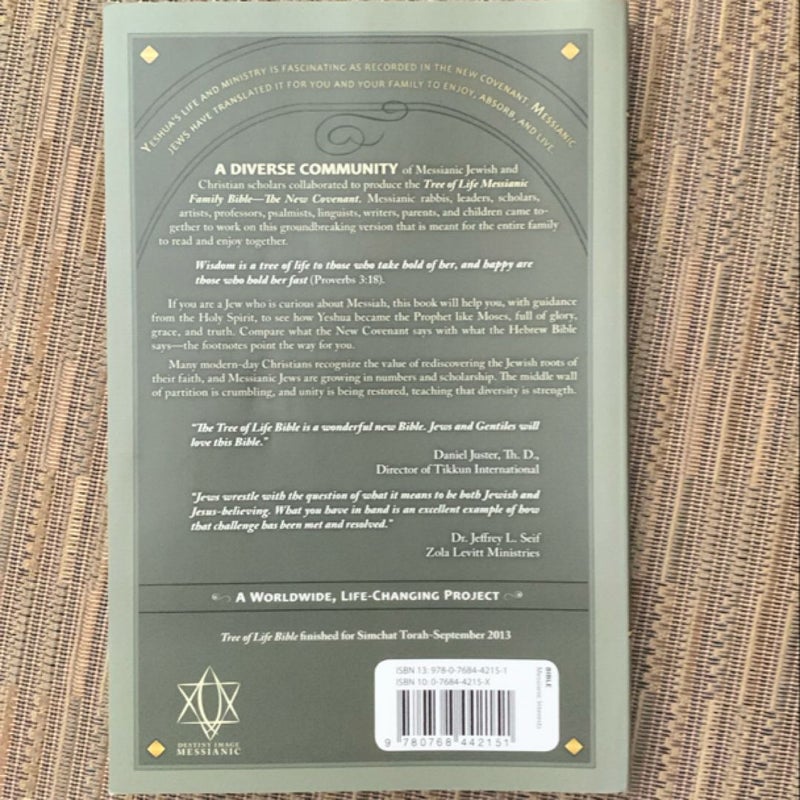 YESHUA'S LIFE AND MINISTRY IS FASCINATING AS RECORDED IN THE NEW COVENANT. MESSIANIC
JEWS HAVE TRANSLATED IT FOR YOU AND YOUR FAMILY TO ENJOY, ABSORB, AND LIVE.
A DIVERSE COMMUNITY of Messianic Jewish and
Christian scholars collaborated to produce the Tree of Life Messianic
Family Bible—The New Covenant. Messianic rabbis, leaders, scholars,
artists, professors, psalmists, linguists, writers, parents, and children came to-
gether to work on this groundbreaking version that is meant for the entire family
to read and enjoy together.
Wisdom is a tree of life to those who take hold of her, and happy are
those who hold her fast (Proverbs 3:18).
If you are a Jew who is curious about Messiah, this book will help you, with guidance
from the Holy Spirit, to see how Yeshua became the Prophet like Moses, full of glory,
grace, and truth. Compare what the New Covenant says with what the Hebrew Bible
says—the footnotes point the way for you.
Many modern-day Christians recognize the value of rediscovering the Jewish roots of
their faith, and Messianic Jews are growing in numbers and scholarship. The middle wall
of partition is crumbling, and unity is being restored, teaching that diversity is strength.
"The Tree of Life Bible is a wonderful new Bible. Jews and Gentiles will
love this Bible."
Daniel Juster, Th. D.,
Director of Tikkun International
"Jews wrestle with the question of what it means to be both Jewish and
Jesus-believing. What you have in hand is an excellent example of how
that challenge has been met and resolved."
Dr. Jeffrey L. Seif
Zola Levitt Ministries
A WORLDWIDE, LIFE-CHANGING PROJECT
Tree of Life Bible finished for Simchat Torah–September 2013
DESTINY IMAGE
MESSIANIC
ISBN 13: 978-0-7684-4215-1
ISBN 10: 0-7684-4215-X
9 780768 442151
BIBLE
Messianic Interests